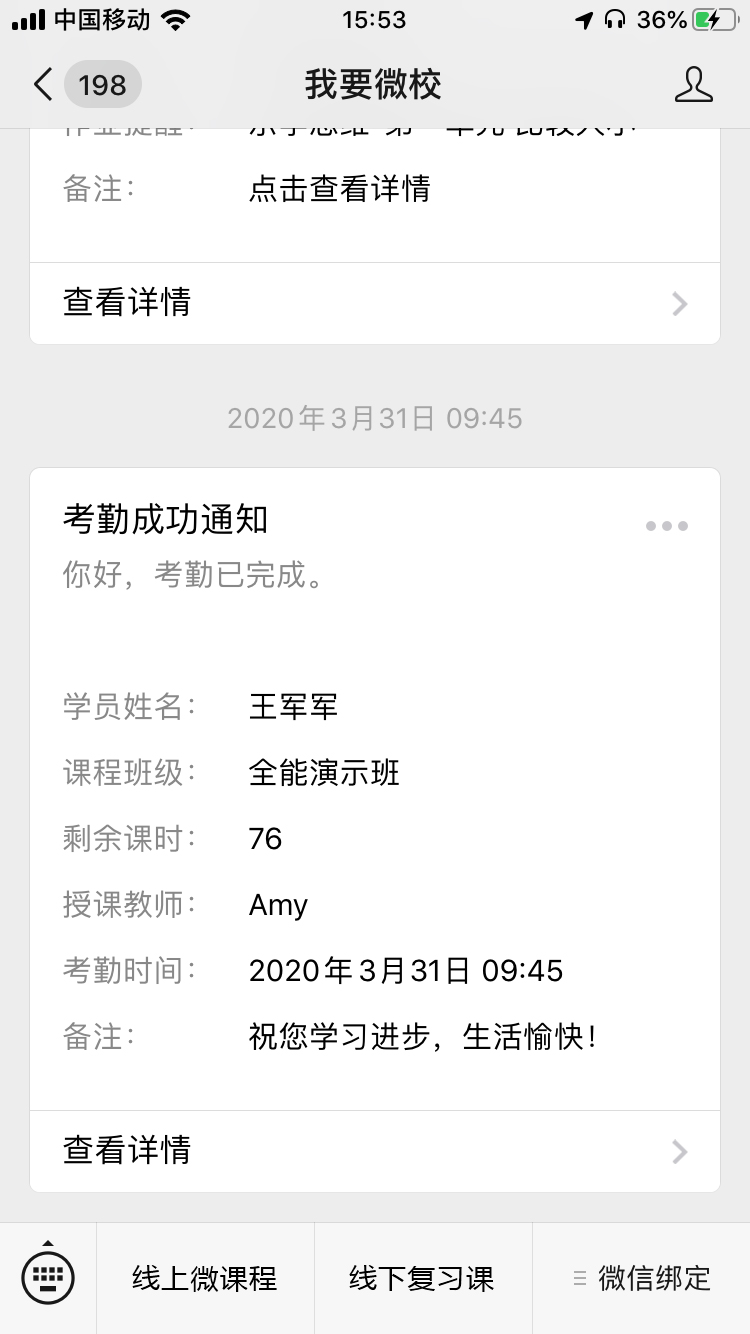 中国移动
15:53
36%
198
我要微校
备注：
点击查看详情
查看详情
2020年3月31日 09:45
考勤成功通知
你好，考勤已完成。
学员姓名：
王军军
课程班级：
全能演示班
剩余课时：
76
授课教师：
Amy
考勤时间：
2020年3月31日 09:45
备注：
祝您学习进步，生活愉快！
查看详情
线上微课程
线下复习课
微信绑定